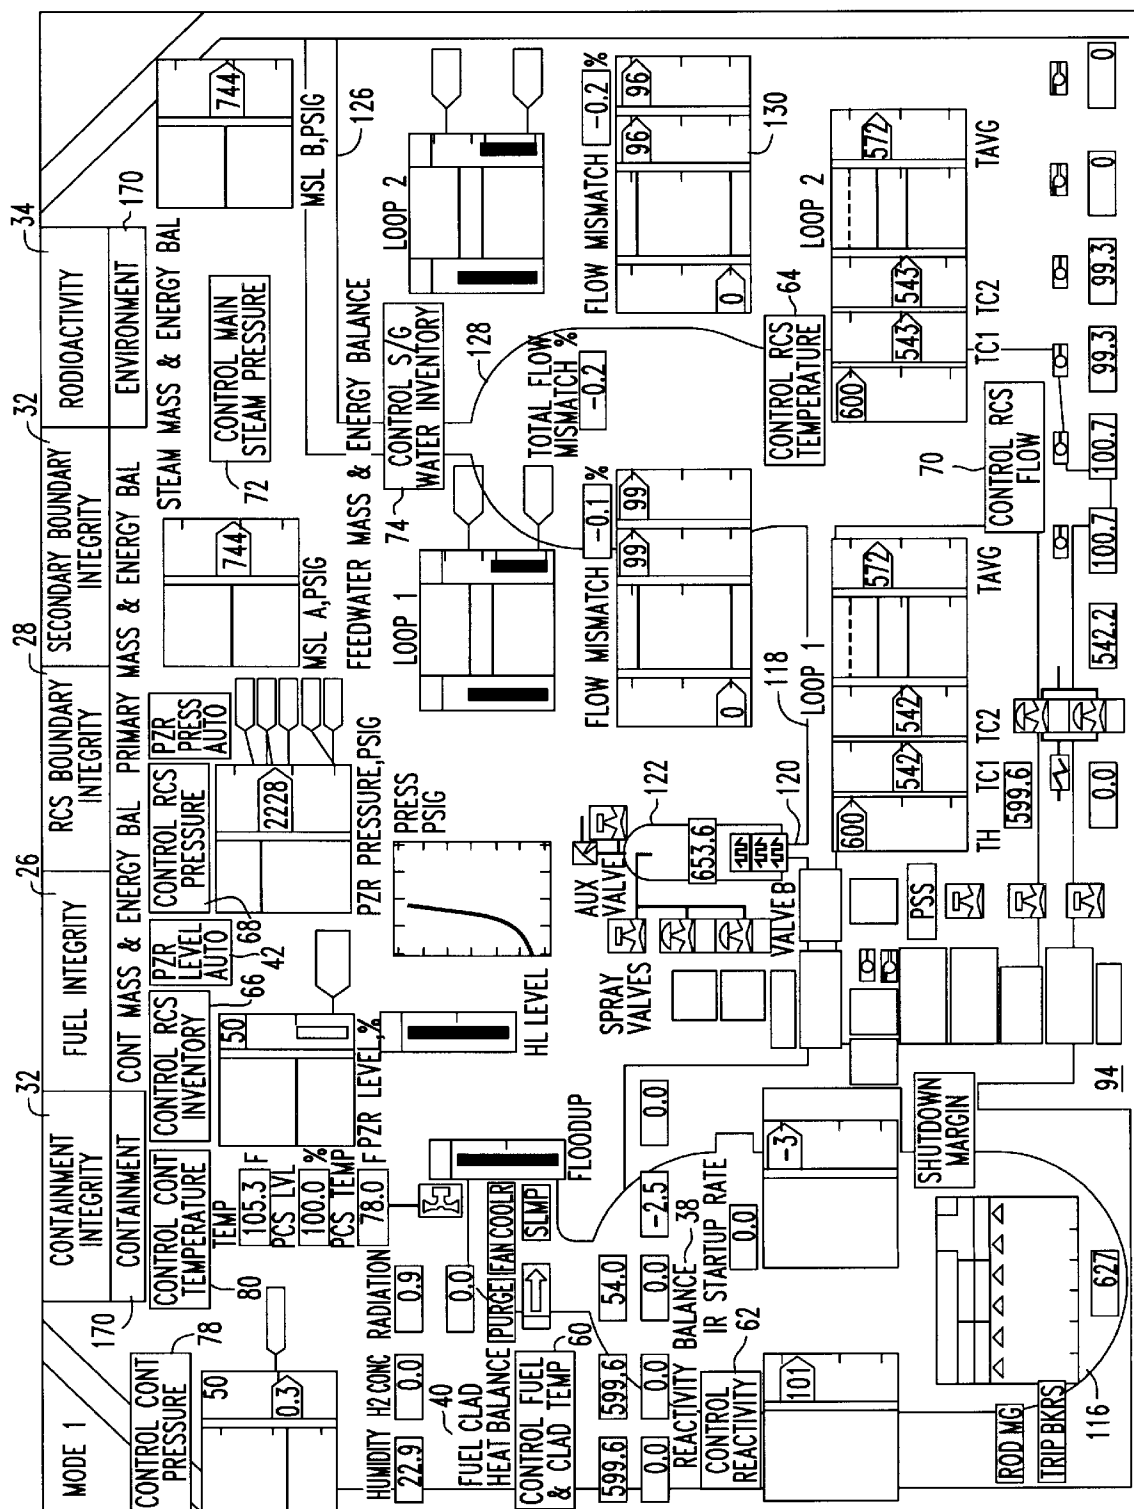 MODE 1
CONTAINMENT
INTEGRITY
32
FUEL INTEGRITY
26
RCS BOUNDARY
INTEGRITY
28
SECONDARY BOUNDARY
INTEGRITY
32
RODIOACTIVITY
34
170
CONTAINMENT
CONT MASS & ENERGY BAL
PRIMARY MASS & ENERGY BAL
ENVIRONMENT
170
STEAM MASS & ENERGY BAL
CONTROL CONT
PRESSURE
78
CONTROL CONT
TEMPERATURE
80
CONTROL RCS
INVENTORY
66
PZR
LEVEL
AUTO
42
CONTROL RCS
PRESSURE
68
PZR
PRESS
AUTO
CONTROL MAIN
STEAM PRESSURE
72
50
0.3
TEMP
105.3 F
PCS LVL
100.0 %
PCS TEMP
78.0 F
50
PZR LEVEL,%
2228
PZR PRESSURE,PSIG
744
MSL A,PSIG
744
MSL B,PSIG
126
HUMIDITY
22.9
H2 CONC
0.0
RADIATION
0.9
0.0
FLOODUP
HL LEVEL
PRESS
PSIG
FEEDWATER MASS & ENERGY BALANCE
CONTROL S/G
WATER INVENTORY
74
LOOP 1
LOOP 2
128
TOTAL FLOW
MISMATCH %
-0.2
FUEL CLAD
HEAT BALANCE
40
PURGE
FAN COOLR
SLMP
CONTROL FUEL
& CLAD TEMP
60
599.6
599.6
54.0
0.0
0.0
0.0
-2.5
0.0
SPRAY
VALVES
AUX
VALVE
122
653.6
120
VALVE B
FLOW MISMATCH
-0.1 %
0
99
99
118
FLOW MISMATCH
-0.2 %
0
96
96
130
REACTIVITY BALANCE
38
CONTROL
REACTIVITY
62
IR STARTUP RATE
0.0
101
-3
LOOP 1
600
542
542
572
TH
TC1
TC2
TAVG
CONTROL RCS
TEMPERATURE
64
LOOP 2
600
543
543
572
TC1
TC2
TAVG
PSS
CONTROL RCS
FLOW
70
SHUTDOWN
MARGIN
ROD MG
TRIP BKRS
116
627
94
599.6
0.0
542.2
100.7
100.7
99.3
99.3
0
0